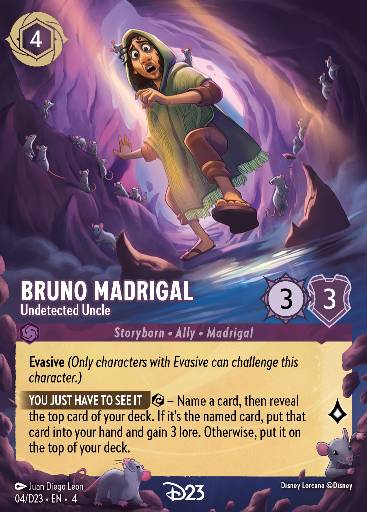 4
BRUNO MADRIGAL
Undetected Uncle
3
3
Storyborn • Ally • Madrigal
Evasive (Only characters with Evasive can challenge this
character.)
YOU JUST HAVE TO SEE IT – Name a card, then reveal
the top card of your deck. If it's the named card, put that
card into your hand and gain 3 lore. Otherwise, put it on
the top of your deck.
Juan Diego Leon
Disney Lorcana ©Disney
04/D23 • EN • 4
D23